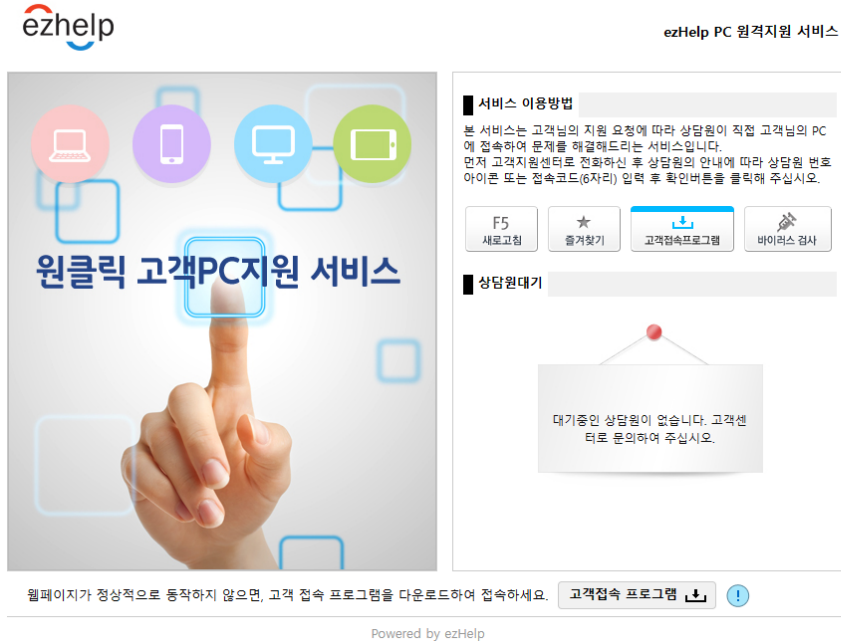 ezhelp
ezHelp PC 원격지원 서비스
원클릭 고객PC지원 서비스
서비스 이용방법
본 서비스는 고객님의 지원 요청에 따라 상담원이 직접 고객님의 PC
에 접속하여 문제를 해결해드리는 서비스입니다.
먼저 고객지원센터로 전화하신 후 상담원의 안내에 따라 상담원 번호
아이콘 또는 접속코드(6자리) 입력 후 확인버튼을 클릭해 주십시오.
F5
새로고침
즐겨찾기
고객접속프로그램
바이러스 검사
상담원대기
대기중인 상담원이 없습니다. 고객센
터로 문의하여 주십시오.
웹페이지가 정상적으로 동작하지 않으면, 고객 접속 프로그램을 다운로드하여 접속하세요. 고객접속 프로그램
Powered by ezHelp